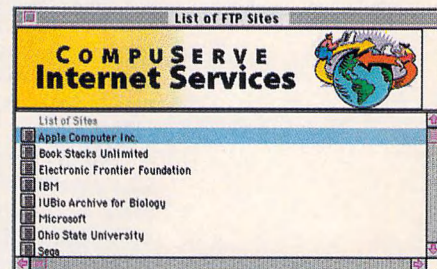 List of FTP Sites
COMPUSERVE
Internet Services
List of Sites
Apple Computer Inc.
Book Stacks Unlimited
Electronic Frontier Foundation
IBM
IUBio Archive for Biology
Microsoft
Ohio State University
Sega